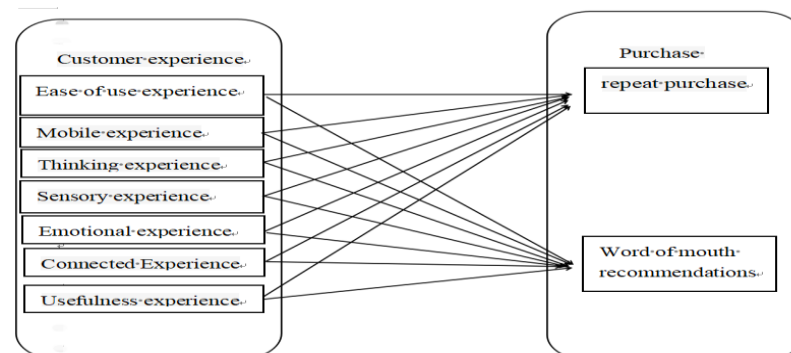 Customer experience
Ease of use experience
Mobile experience
Thinking experience
Sensory experience
Emotional experience
Connected Experience
Usefulness experience
Purchase
repeat purchase
Word of mouth
recommendations